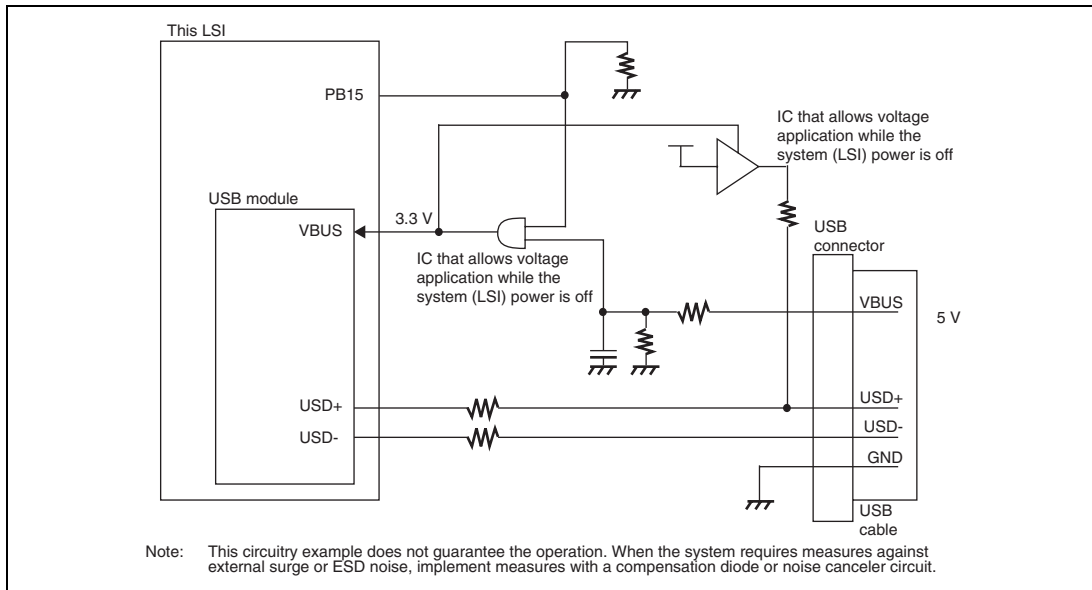 This LSI
PB15
IC that allows voltage
application while the
system (LSI) power is off
USB module
VBUS
3.3 V
IC that allows voltage
application while the
system (LSI) power is off
USB
connector
VBUS
5 V
USD+
USD+
USD-
USD-
GND
USB
cable
Note: This circuitry example does not guarantee the operation. When the system requires measures against
external surge or ESD noise, implement measures with a compensation diode or noise canceler circuit.